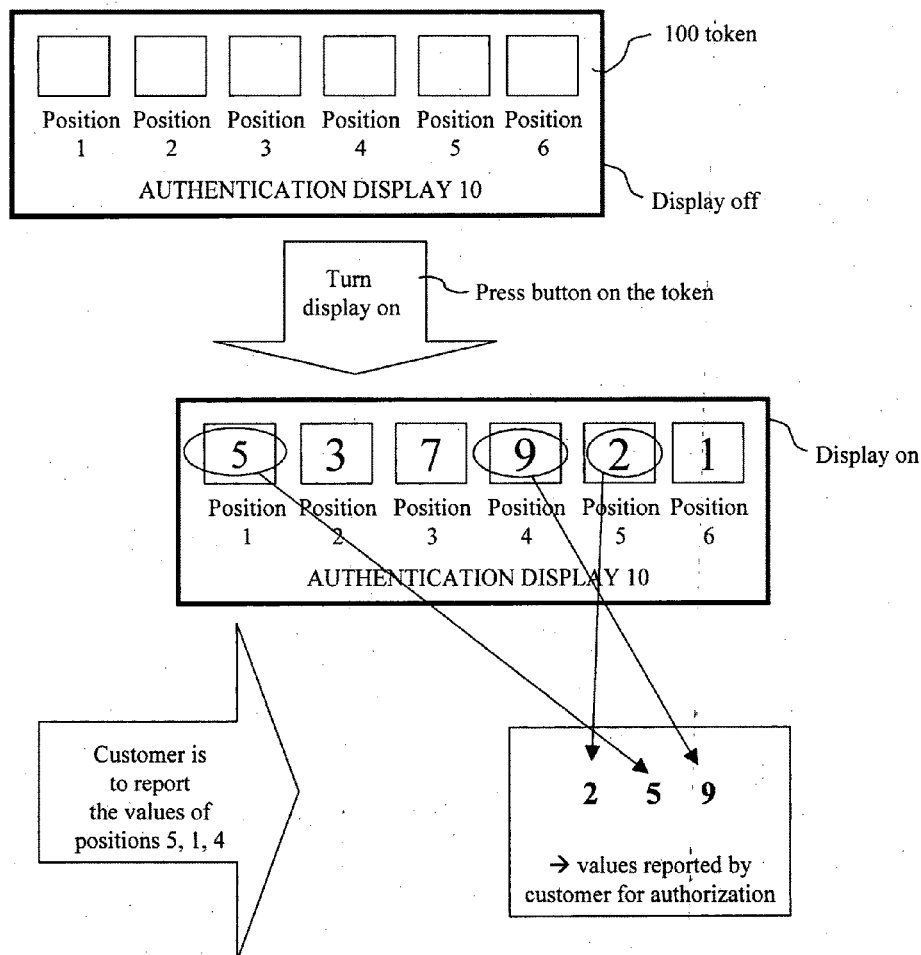 100 token
Position Position Position Position Position Position
1 2 3 4 5 6
AUTHENTICATION DISPLAY 10
Display off
Turn
display on
Press button on the token
5 3 7 9 2 1
Display on
Position Position Position Position Position Position
1 2 3 4 5 6
AUTHENTICATION DISPLAY 10
Customer is
to report
the values of
positions 5, 1, 4
2 5 9
→ values reported by
customer for authorization